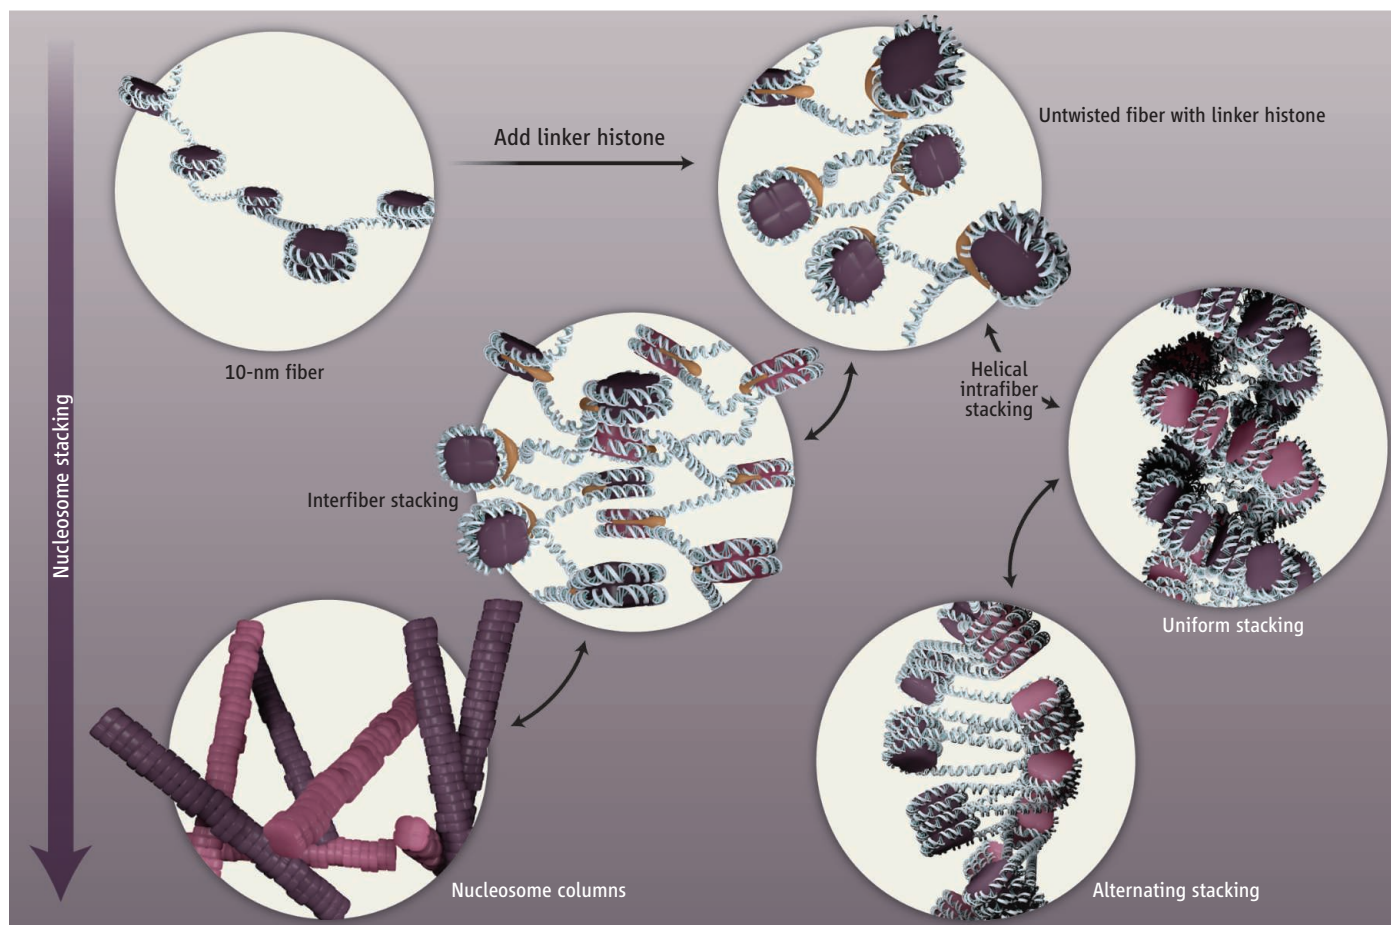 Add linker histone
Untwisted fiber with linker histone
10-nm fiber
Helical
intrafiber
stacking
Nucleosome stacking
Interfiber stacking
Uniform stacking
Nucleosome columns
Alternating stacking